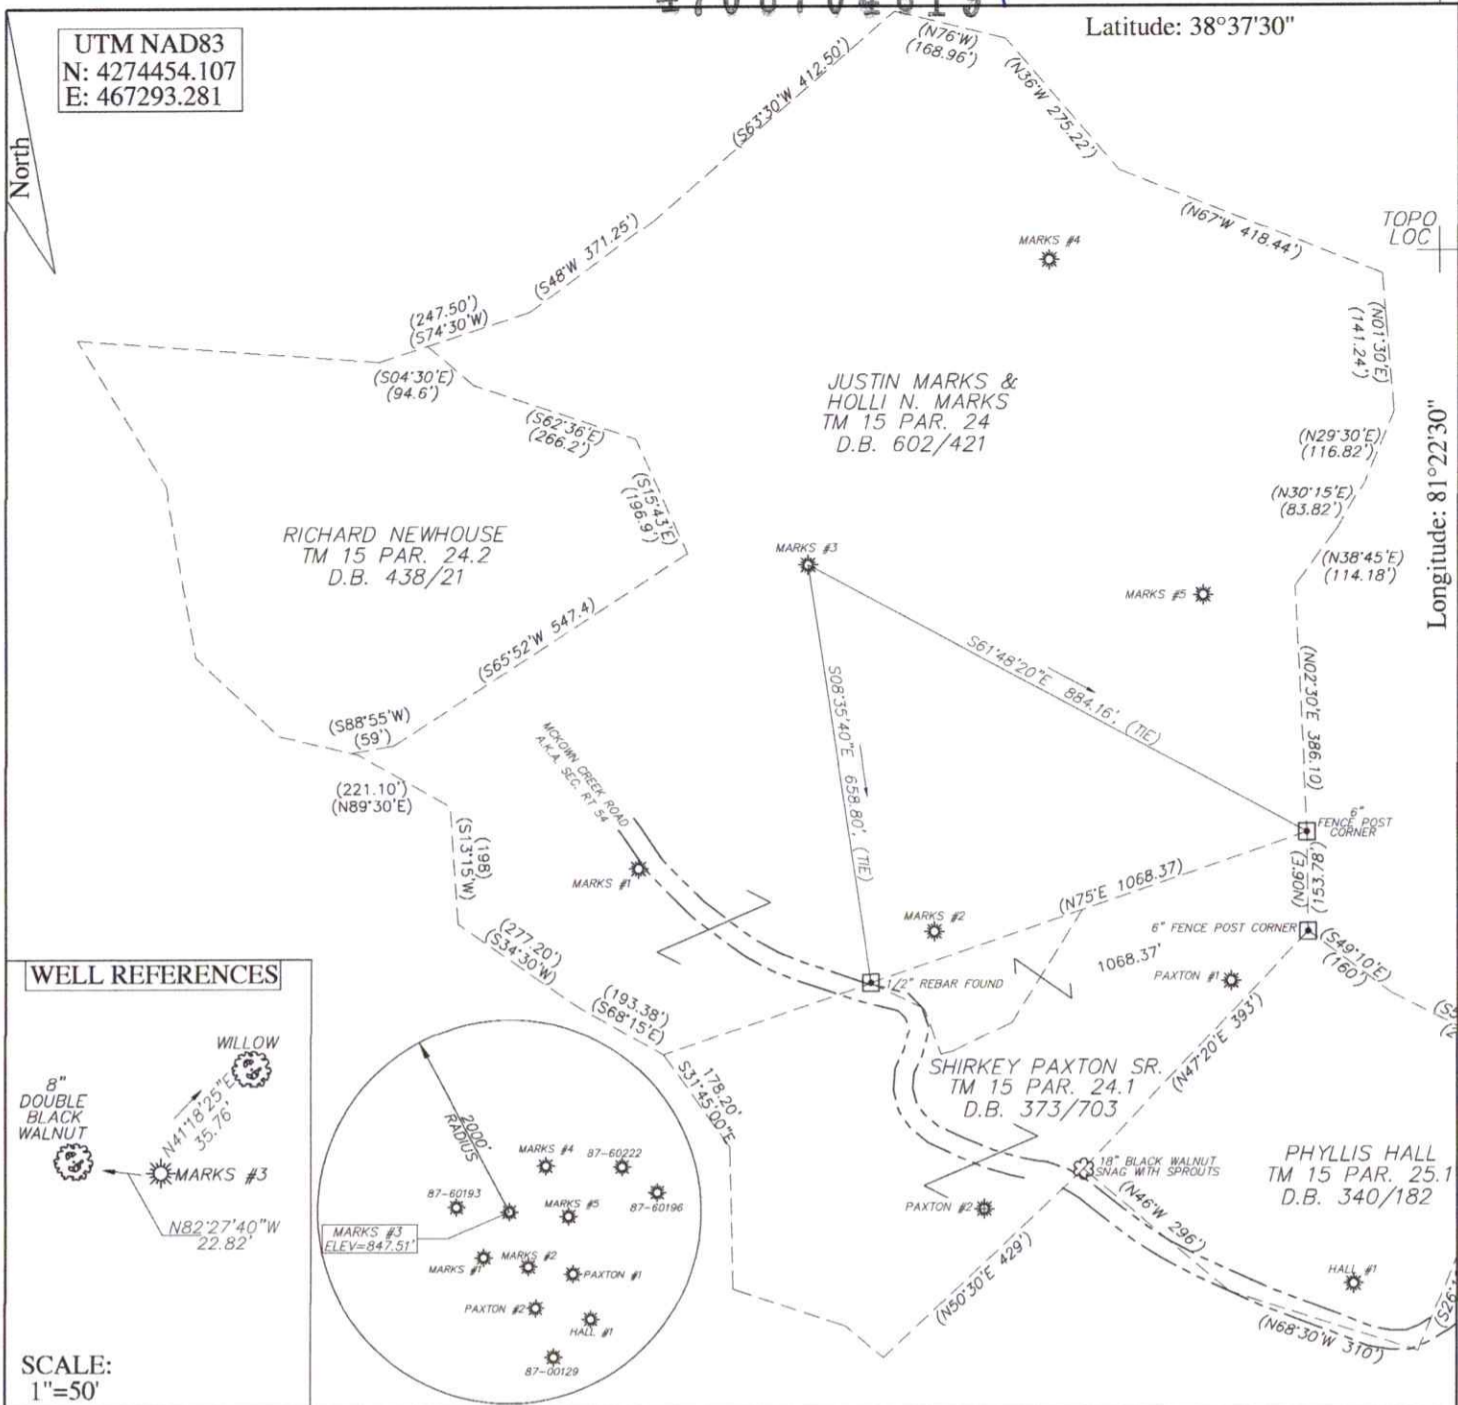 Latitude: 38°37'30"
UTM NAD83
N: 4274454.107
E: 467293.281
North
(N76°W)
(168.96')
(S63°30'W 412.50')
(N36°W 275.22')
(N67°W 418.44')
TOPO
LOC
MARKS #4
(S48°W 371.25')
(247.50')
(S74°30'W)
(N01°30'E)
(141.24')
(S04°30'E)
(94.6')
JUSTIN MARKS &
HOLLI N. MARKS
TM 15 PAR. 24
D.B. 602/421
(S62°36'E)
(266.2')
(N29°30'E)
(116.82')
Longitude: 81°22'30"
(S15°43'E)
(196.9')
(N30°15'E)
(83.82')
RICHARD NEWHOUSE
TM 15 PAR. 24.2
D.B. 438/21
MARKS #3
(N38°45'E)
(114.18')
MARKS #5
(S65°52'W 547.4)
S61°48'20"E 884.16', (TIE)
S08°35'40"E 658.80', (TIE)
(N02°30'E 386.10)
(S88°55'W)
(59')
MCKOWN CREEK ROAD
A.K.A. SEC. RT 54
(221.10')
(N89°30'E)
6"
FENCE POST
CORNER
(198)
(S13°15'W)
MARKS #1
(N75°E 1068.37)
(153.78')
(N06°E)
MARKS #2
6" FENCE POST CORNER
(277.20')
(S34°30'W)
1068.37'
(S49°10'E)
(160')
PAXTON #1
1/2" REBAR FOUND
(193.38')
(S68°15'E)
(N47°20'E 393')
178.20'
S31°45'00"E
SHIRKEY PAXTON SR.
TM 15 PAR. 24.1
D.B. 373/703
18" BLACK WALNUT
SNAG WITH SPROUTS
PHYLLIS HALL
TM 15 PAR. 25.1
D.B. 340/182
(N46°W 296')
PAXTON #2
(N50°30'E 429')
HALL #1
(N68°30'W 310')
(S26°
WELL REFERENCES
WILLOW
8"
DOUBLE
BLACK
WALNUT
N41°18'25"E
35.76'
MARKS #3
N82°27'40"W
22.82'
SCALE:
1"=50'
2000'
RADIUS
MARKS #4
87-60222
87-60193
MARKS #5
87-60196
MARKS #3
ELEV=847.51'
MARKS #1
MARKS #2
PAXTON #1
PAXTON #2
HALL #1
87-00129